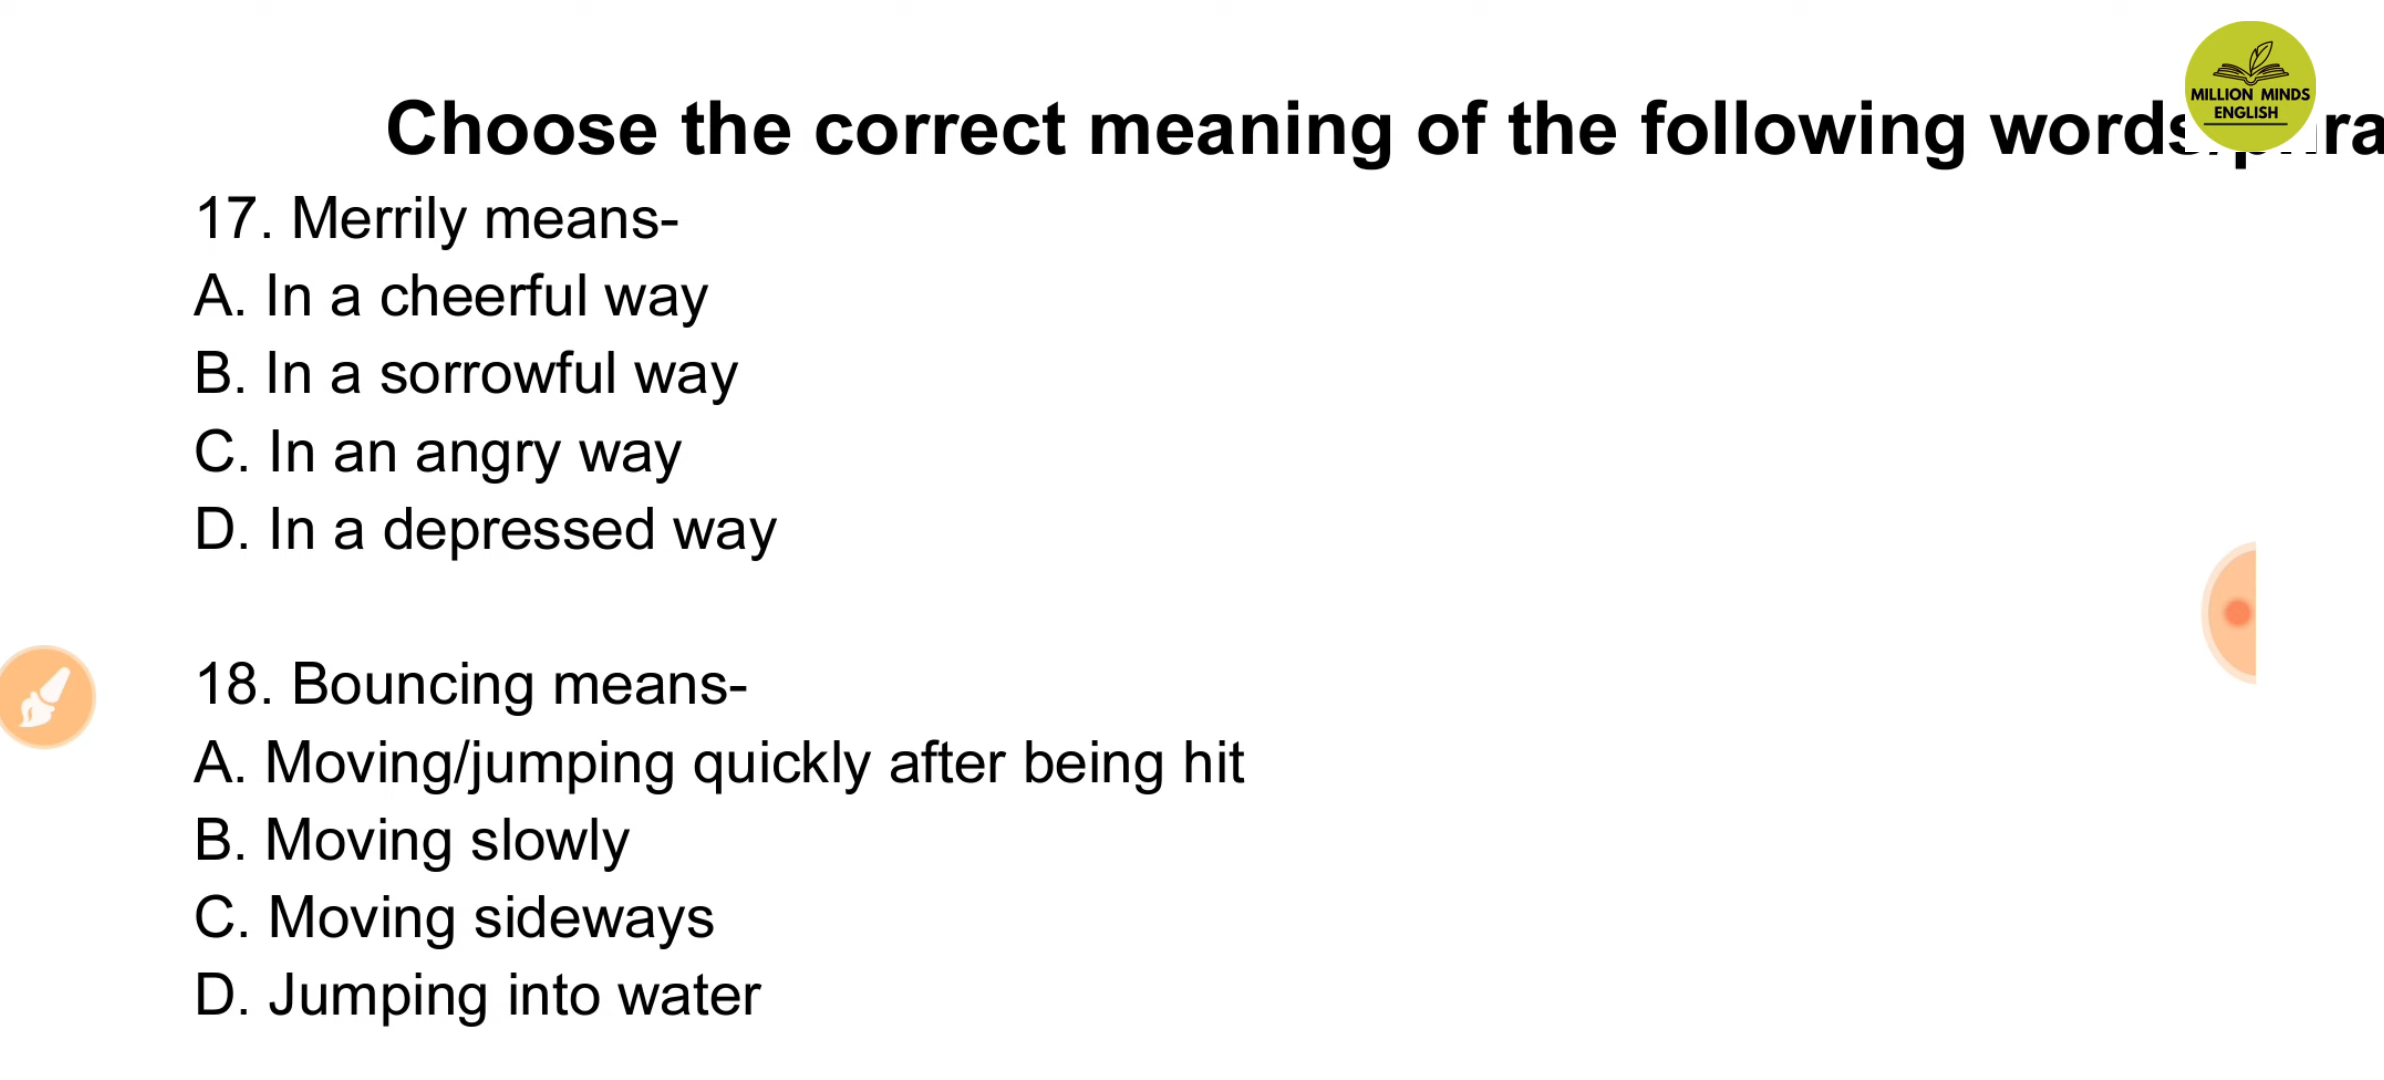 MILLION MINDS
ENGLISH
Choose the correct meaning of the following words
17. Merrily means-
A. In a cheerful way
B. In a sorrowful way
C. In an angry way
D. In a depressed way
18. Bouncing means-
A. Moving/jumping quickly after being hit
B. Moving slowly
C. Moving sideways
D. Jumping into water